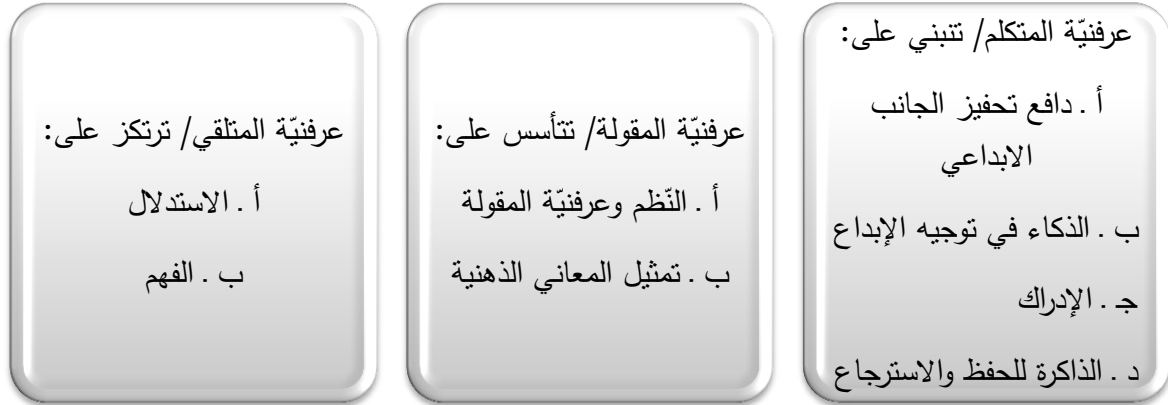 عرفنيّة المتكلم/ تنبني على:
أ . دافع تحفيز الجانب
الابداعي
ب . الذكاء في توجيه الإبداع
جـ . الإدراك
د . الذاكرة للحفظ والاسترجاع
عرفنيّة المقولة/ تتأسس على:
أ . النّظم وعرفنيّة المقولة
ب . تمثيل المعاني الذهنية
عرفنيّة المتلقي/ ترتكز على:
أ . الاستدلال
ب . الفهم